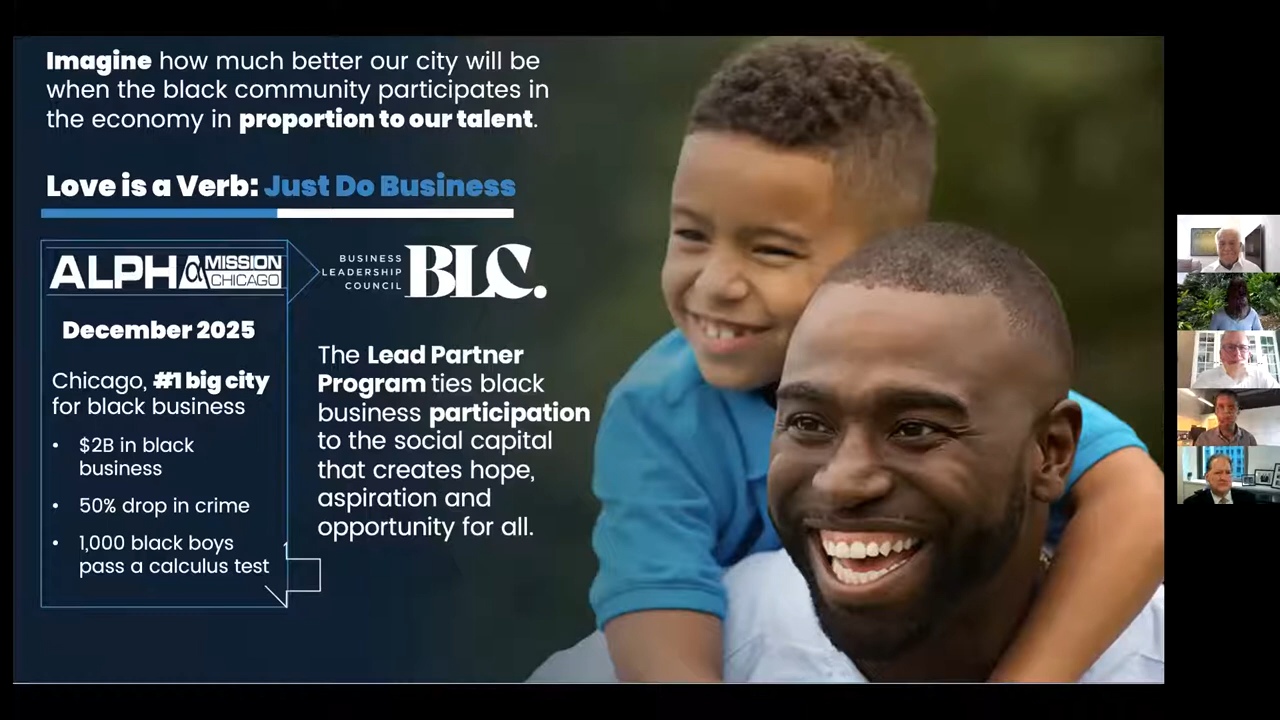 Imagine how much better our city will be
when the black community participates in
the economy in proportion to our talent.
Love is a Verb: Just Do Business
ALPHα MISSION
CHICAGO
BUSINESS
LEADERSHIP
COUNCIL
BLC.
December 2025
Chicago, #1 big city
for black business
• $2B in black
business
• 50% drop in crime
• 1,000 black boys
pass a calculus test
The Lead Partner
Program ties black
business participation
to the social capital
that creates hope,
aspiration and
opportunity for all.